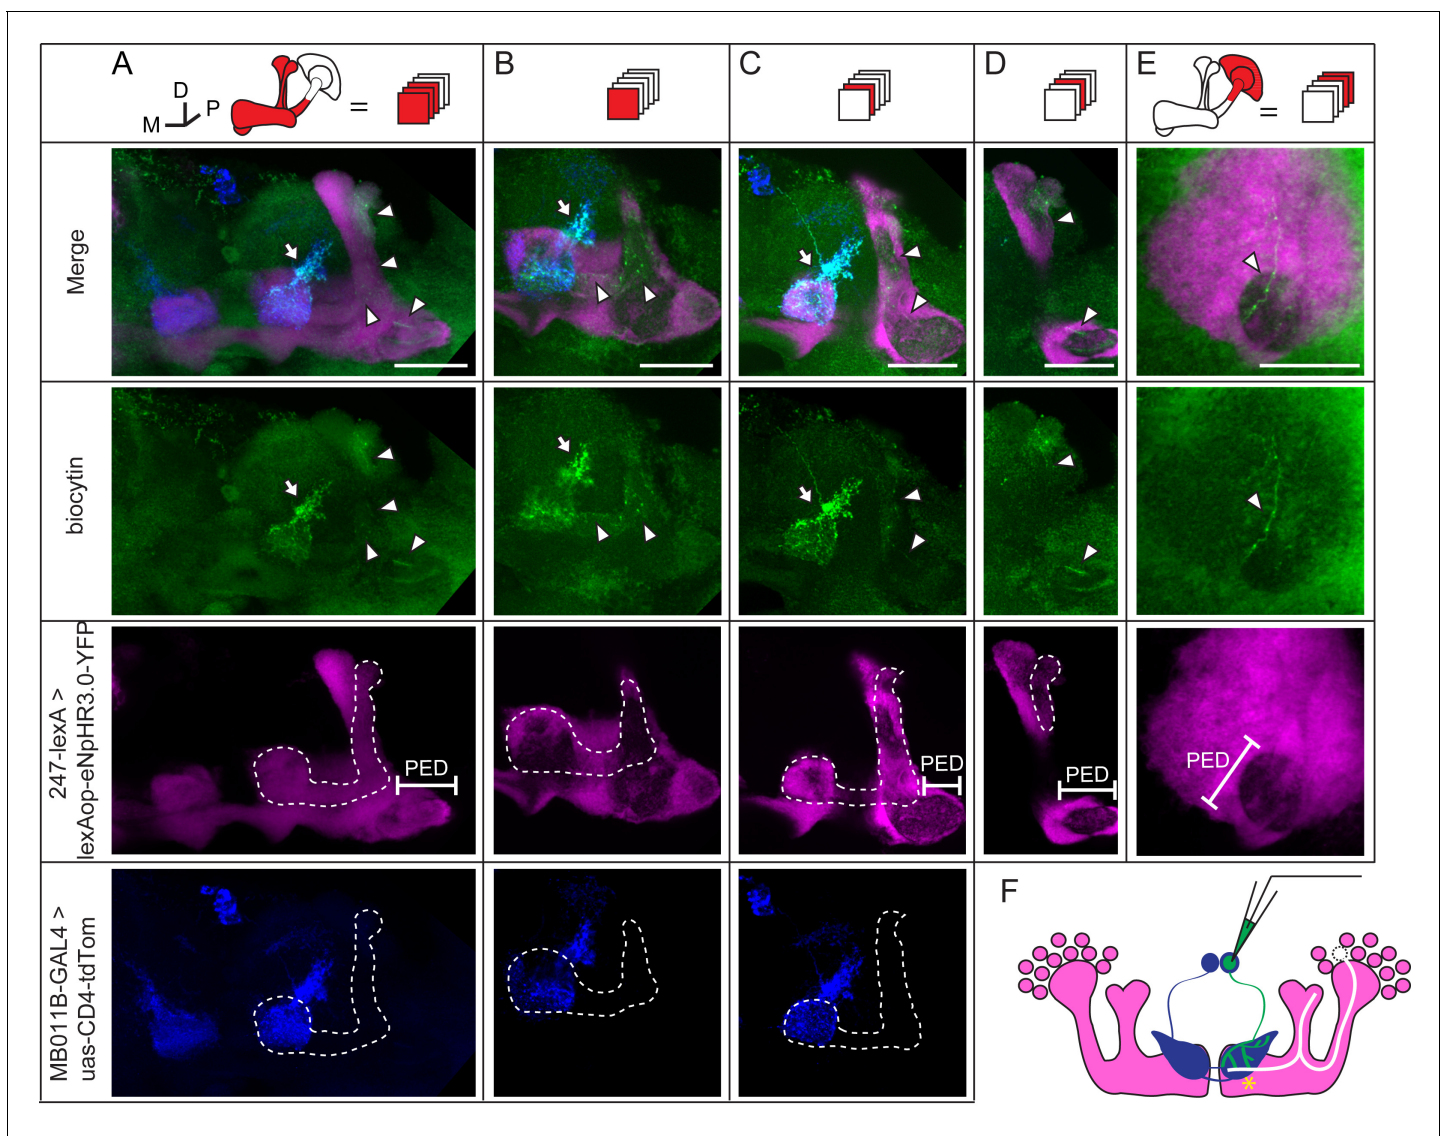 A
B
C
D
E
D
M
P
=
=
Merge
biocytin
247-lexA >
lexAop-eNpHR3.0-YFP
PED
PED
PED
PED
MB011B-GAL4 >
uas-CD4-tdTom
F
*